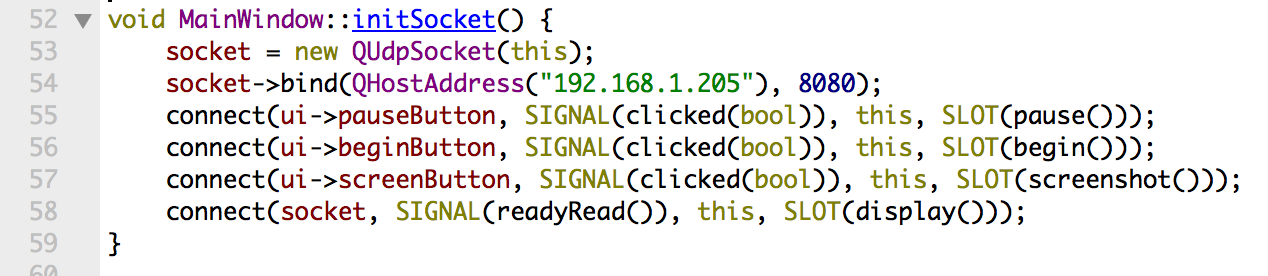 52 ▼ void MainWindow::initSocket() {
53 socket = new QUdpSocket(this);
54 socket->bind(QHostAddress("192.168.1.205"), 8080);
55 connect(ui->pauseButton, SIGNAL(clicked(bool)), this, SLOT(pause()));
56 connect(ui->beginButton, SIGNAL(clicked(bool)), this, SLOT(begin()));
57 connect(ui->screenButton, SIGNAL(clicked(bool)), this, SLOT(screenshot()));
58 connect(socket, SIGNAL(readyRead()), this, SLOT(display()));
59 }
60